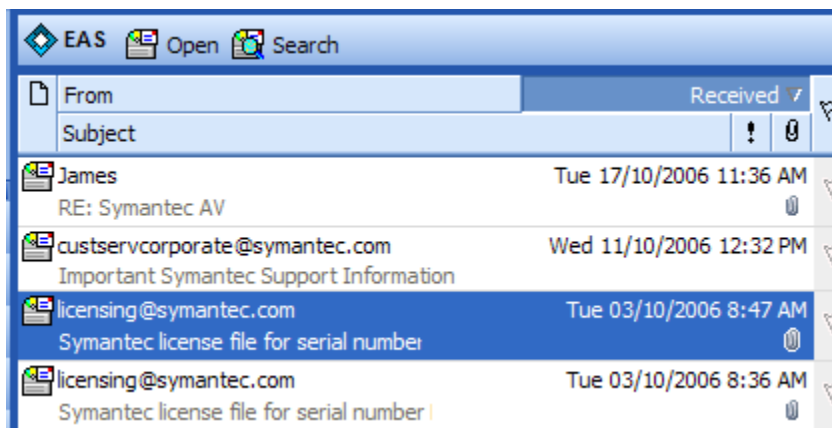 EAS Open Search
From Received
Subject
James Tue 17/10/2006 11:36 AM
RE: Symantec AV
custservcorporate@symantec.com Wed 11/10/2006 12:32 PM
Important Symantec Support Information
licensing@symantec.com Tue 03/10/2006 8:47 AM
Symantec license file for serial number
licensing@symantec.com Tue 03/10/2006 8:36 AM
Symantec license file for serial number